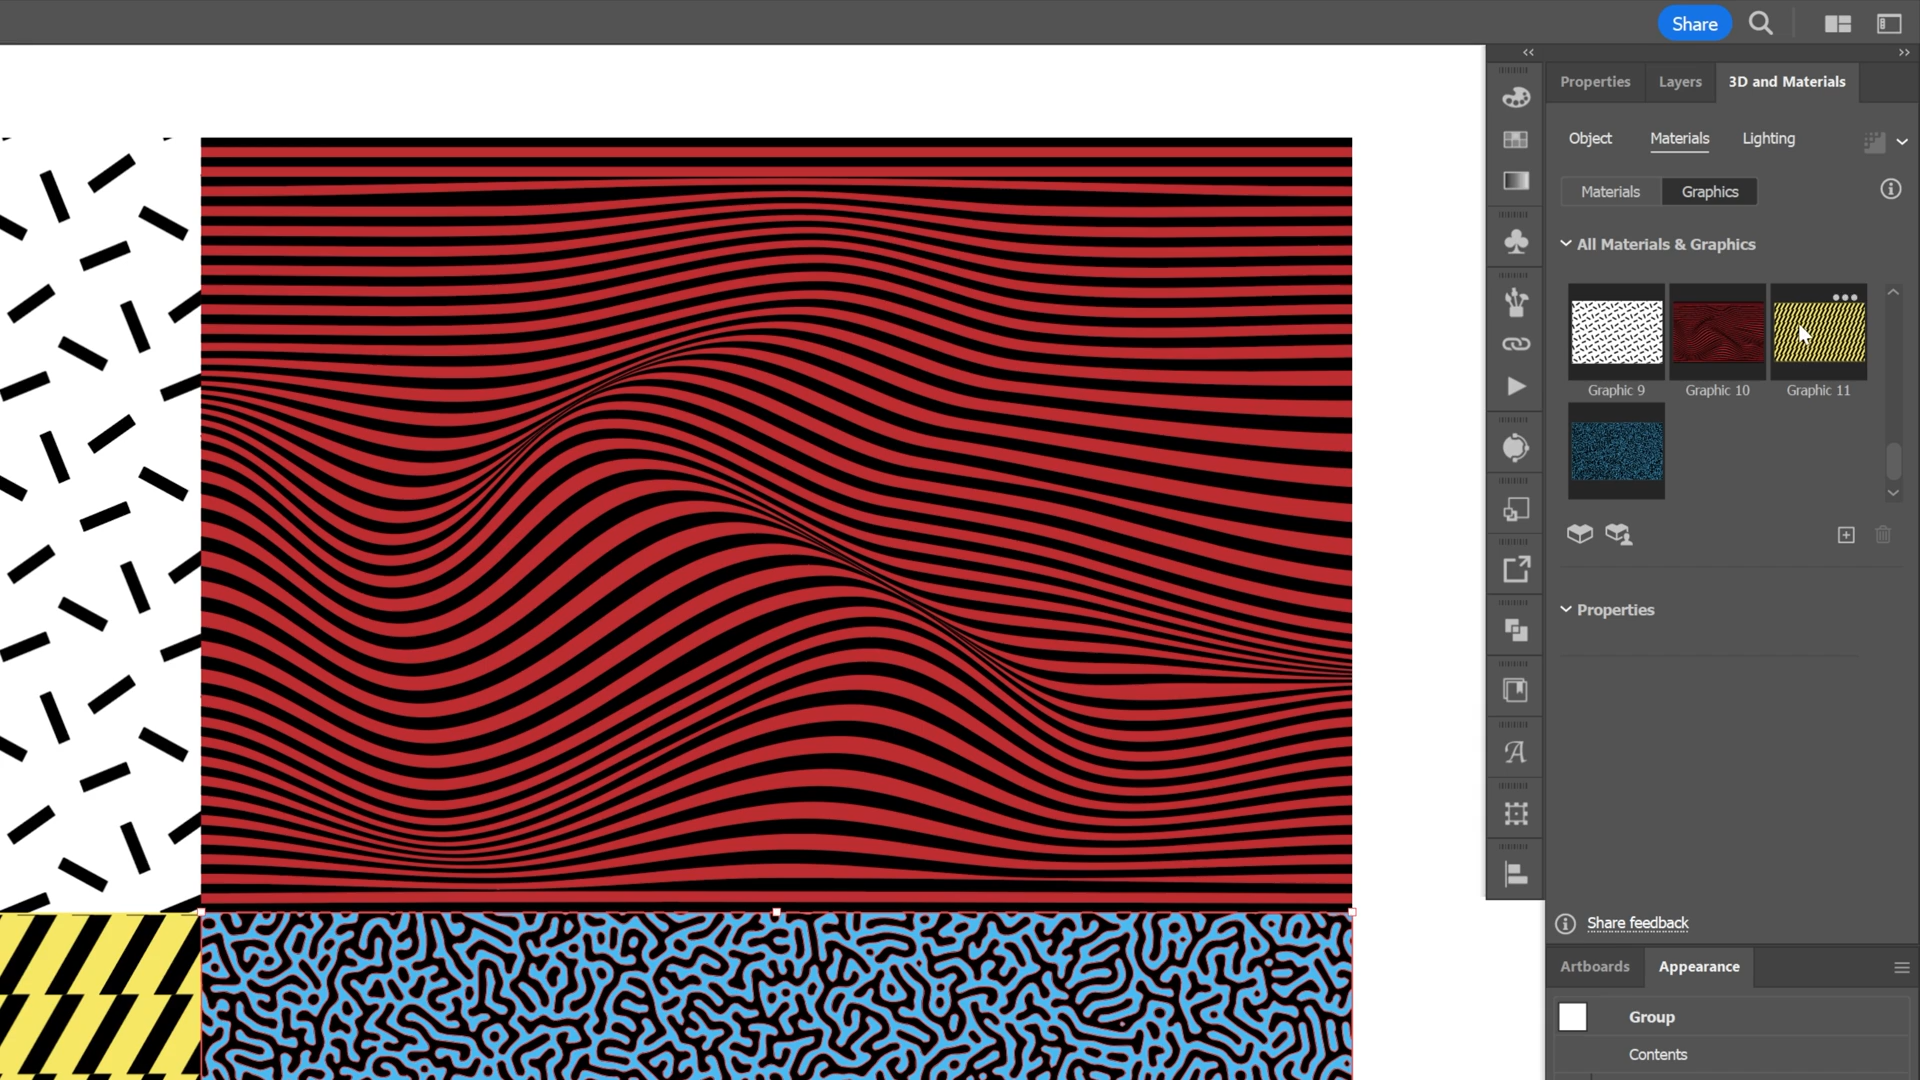 Share
Properties
Layers
3D and Materials
Object
Materials
Lighting
Materials
Graphics
All Materials & Graphics
Graphic 9
Graphic 10
Graphic 11
Properties
Share feedback
Artboards
Appearance
Group
Contents